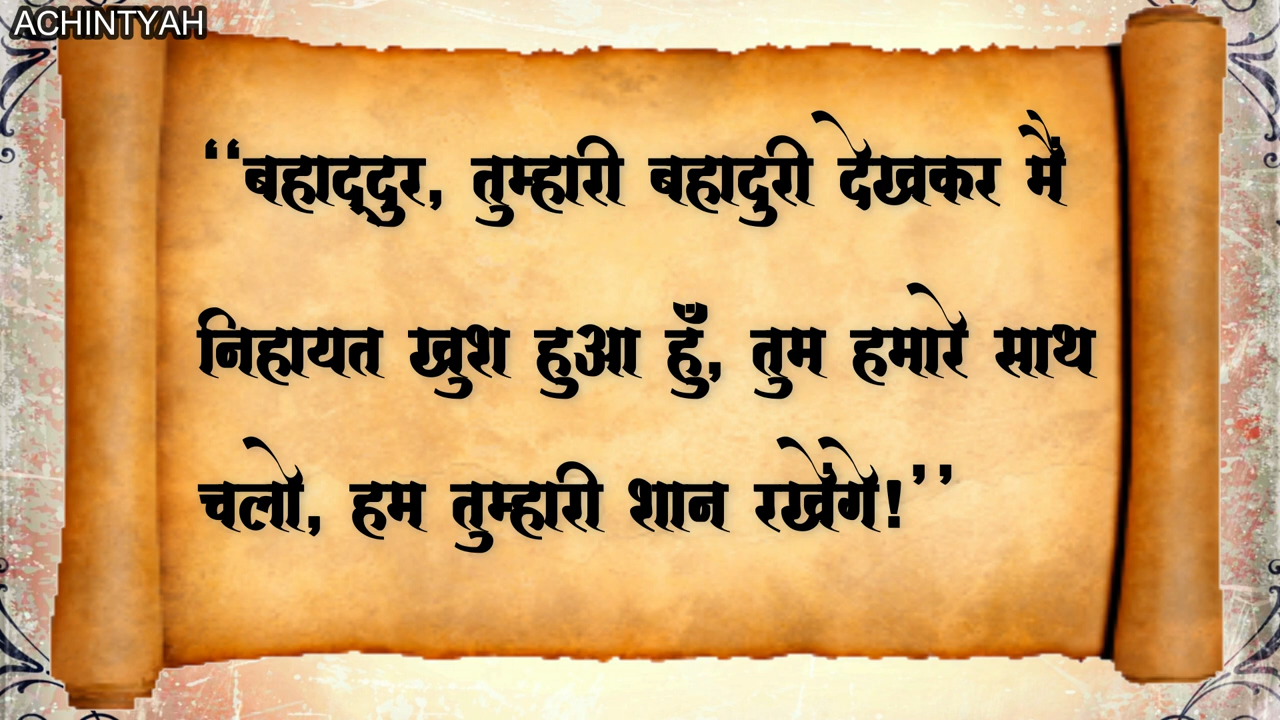 ACHINTYAH
“बहाद्दुर, तुम्हारी बहादुरी देखकर मैं
निहायत खुश हुआ हुँ, तुम हमारे साथ
चलो, हम तुम्हारी शान रखेंगे!”